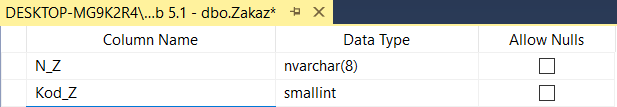 DESKTOP-MG9K2R4\...b 5.1 - dbo.Zakaz*
Column Name Data Type Allow Nulls
N_Z nvarchar(8)
Kod_Z smallint